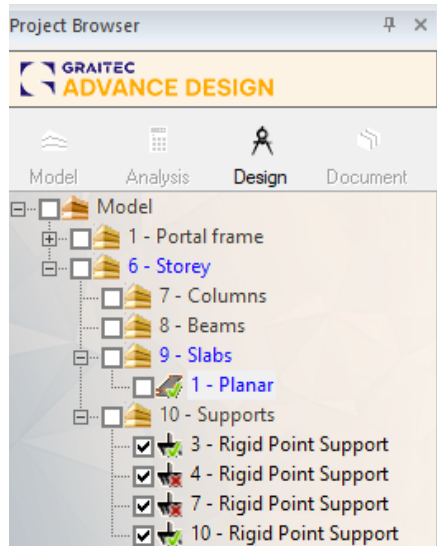 Project Browser
GRAITEC
ADVANCE DESIGN
Model Analysis Design Document
Model
1 - Portal frame
6 - Storey
7 - Columns
8 - Beams
9 - Slabs
1 - Planar
10 - Supports
3 - Rigid Point Support
4 - Rigid Point Support
7 - Rigid Point Support
10 - Rigid Point Support